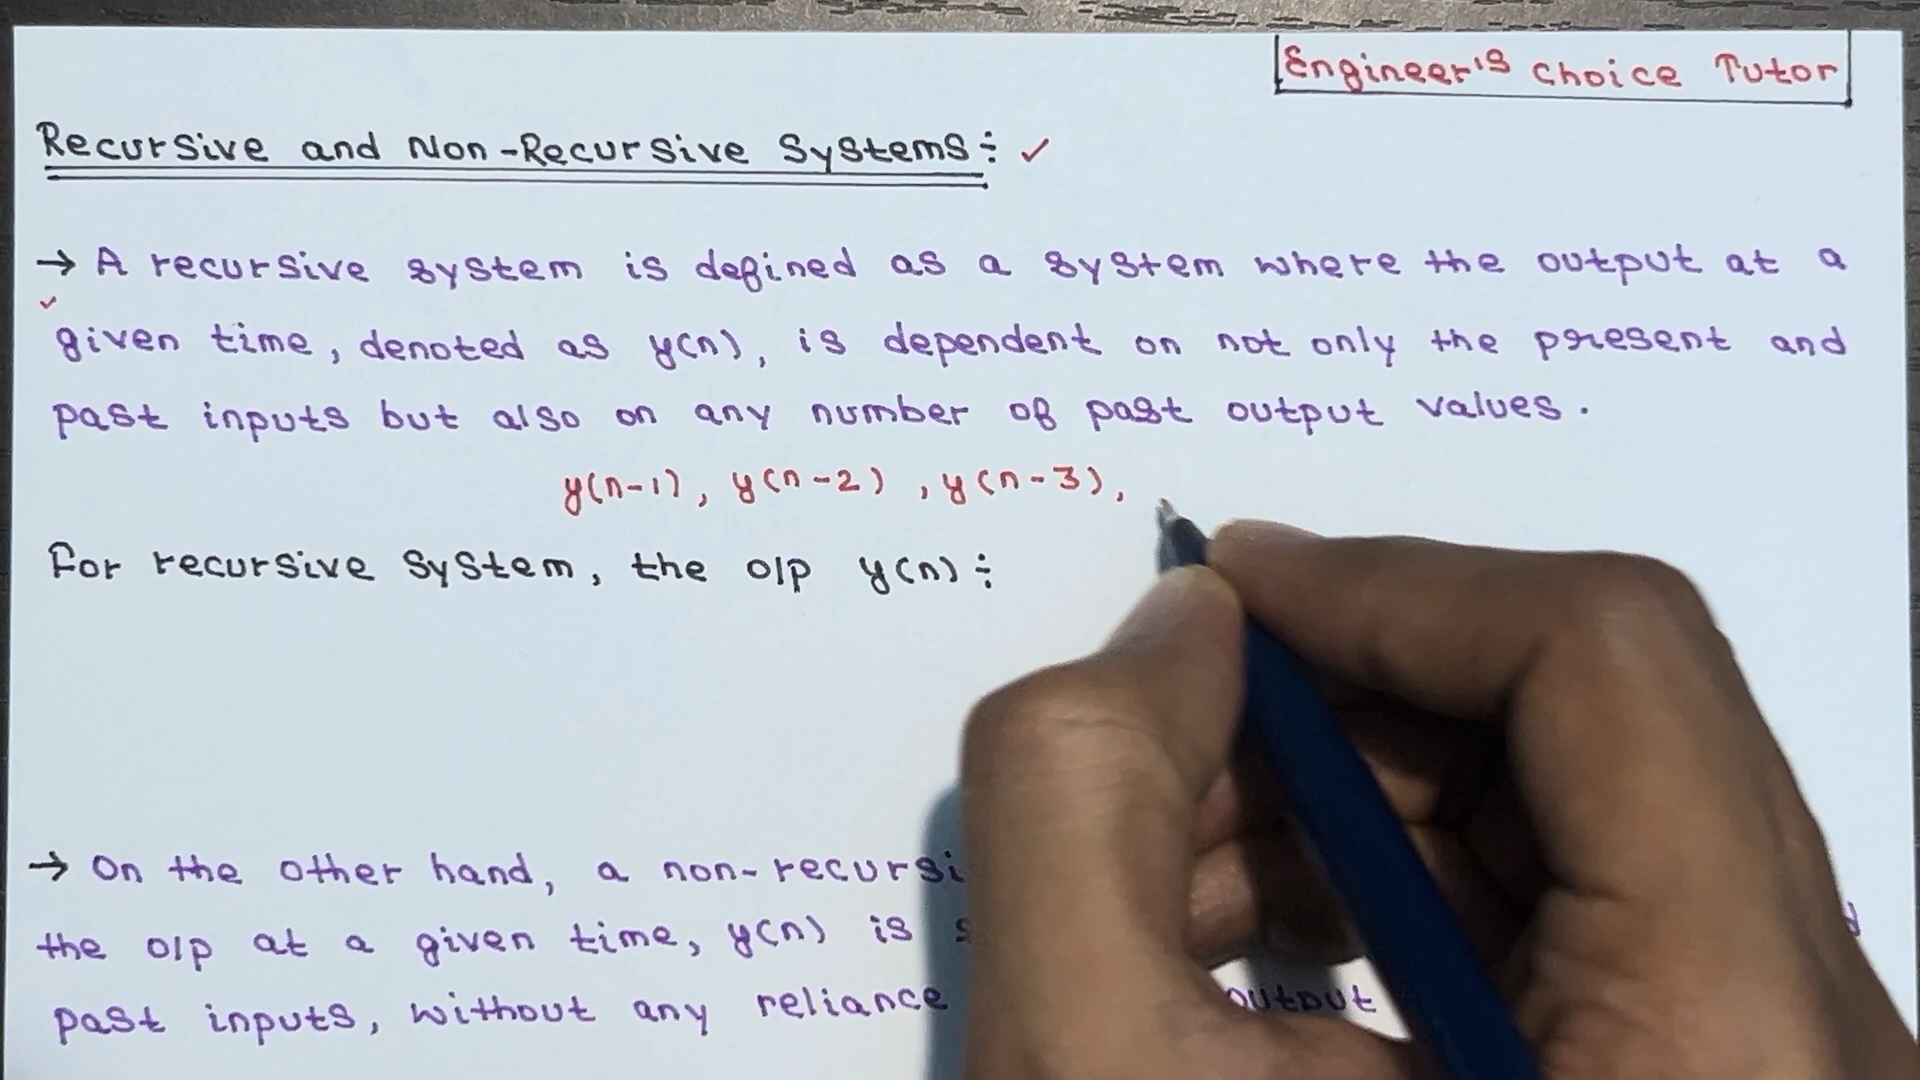 Engineer's Choice Tutor
Recursive and Non-Recursive Systems ÷ ✓
→ A recursive system is defined as a system where the output at a
given time, denoted as y(n), is dependent on not only the present and
past inputs but also on any number of past output values.
y(n-1), y(n-2), y(n-3),
For recursive System, the o/p y(n) ÷
→ On the other hand, a
the o/p at a given time, y(n) is
past inputs, without any reliance output